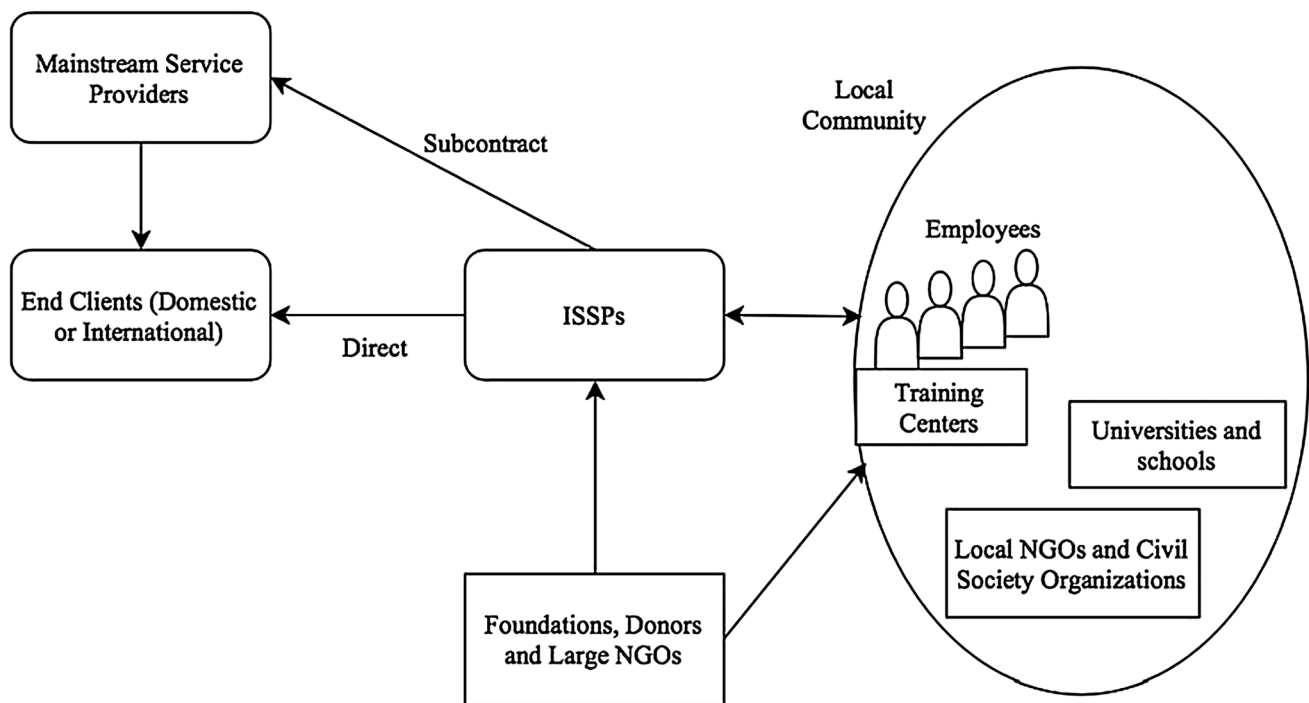 Mainstream Service
Providers
Subcontract
Local
Community
Employees
End Clients (Domestic
or International)
Direct
ISSPs
Training
Centers
Universities and
schools
Local NGOs and Civil
Society Organizations
Foundations, Donors
and Large NGOs